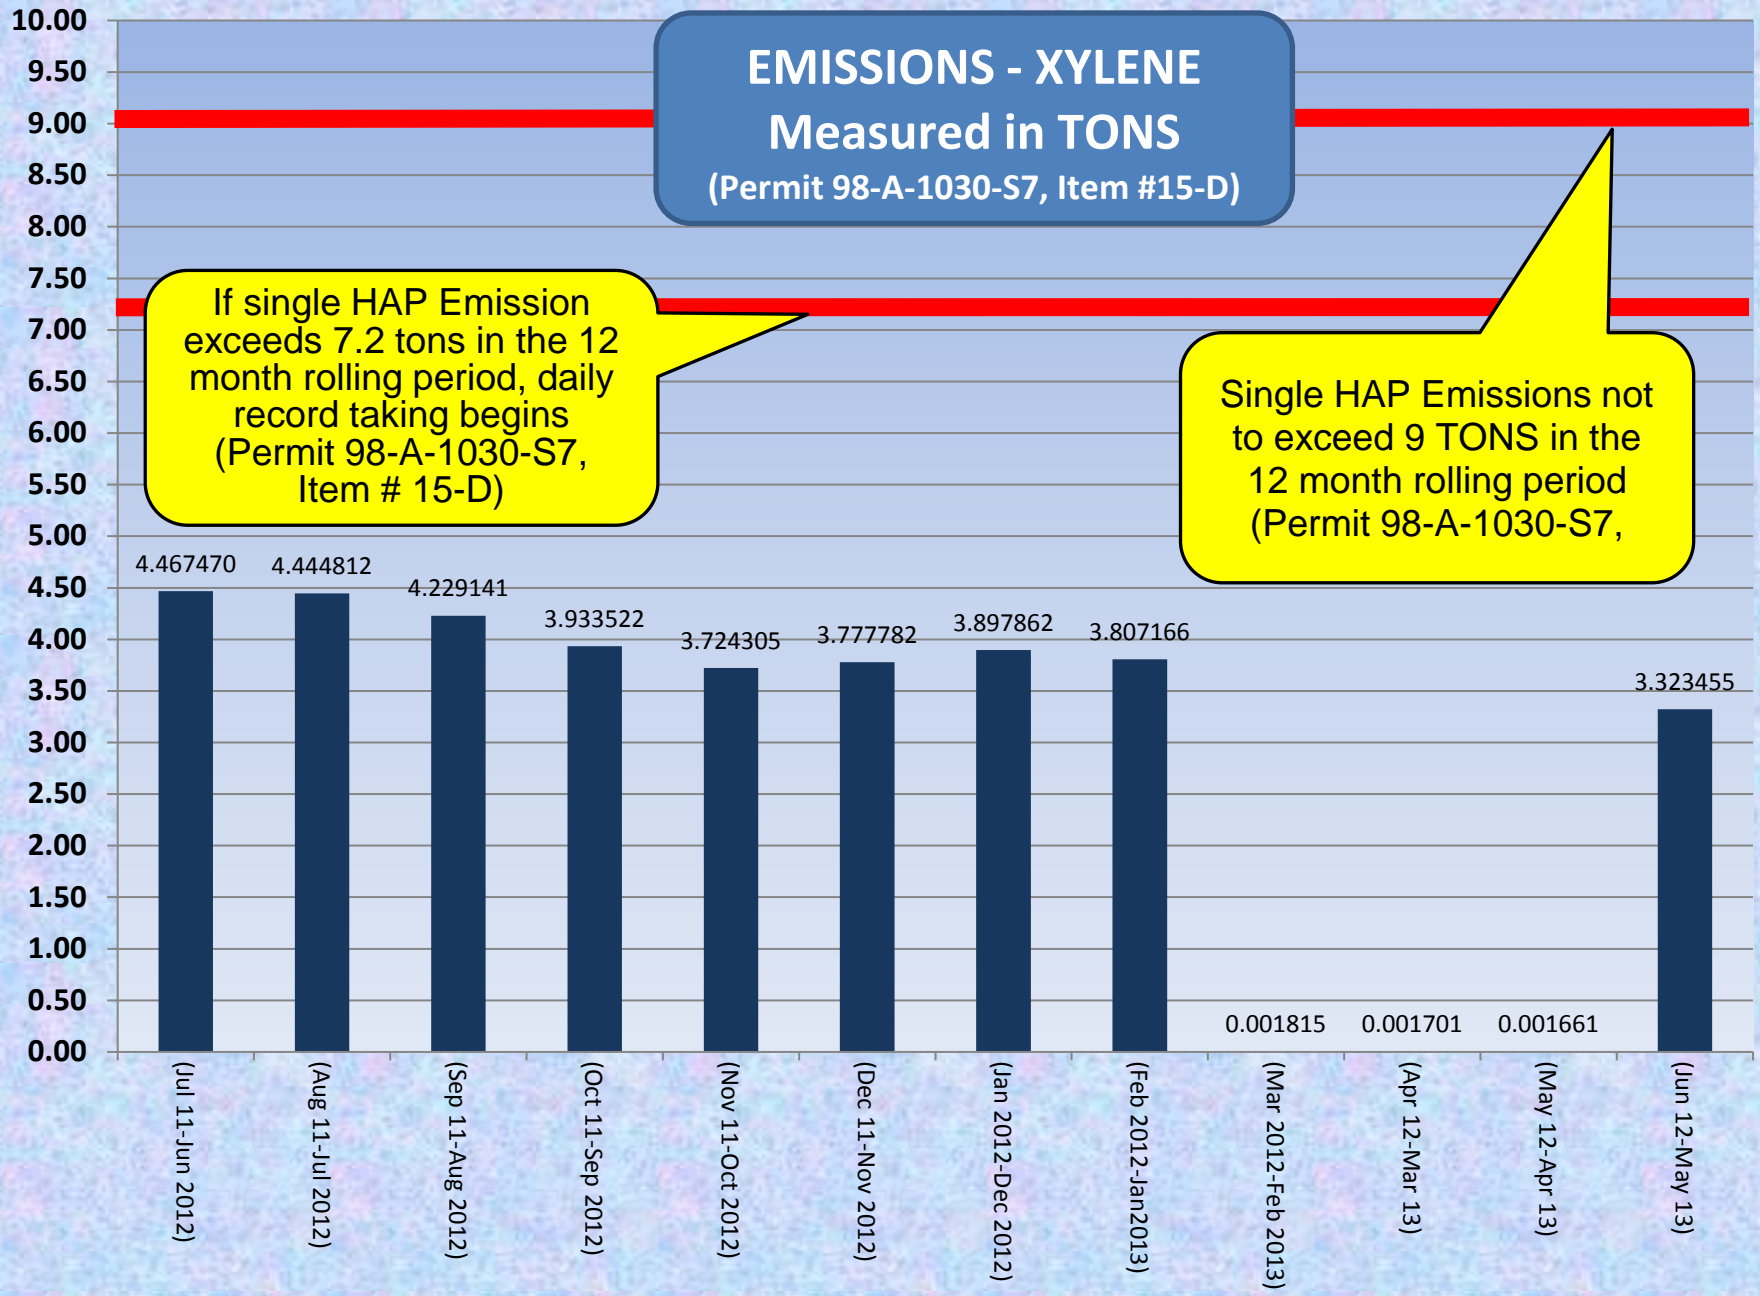 EMISSIONS - XYLENE
Measured in TONS
(Permit 98-A-1030-S7, Item #15-D)
10.00
9.50
9.00
8.50
8.00
7.50
7.00
6.50
6.00
5.50
5.00
4.50
4.00
3.50
3.00
2.50
2.00
1.50
1.00
0.50
0.00
If single HAP Emission
exceeds 7.2 tons in the 12
month rolling period, daily
record taking begins
(Permit 98-A-1030-S7,
Item # 15-D)
Single HAP Emissions not
to exceed 9 TONS in the
12 month rolling period
(Permit 98-A-1030-S7,
4.467470
4.444812
4.229141
3.933522
3.724305
3.777782
3.897862
3.807166
0.001815
0.001701
0.001661
3.323455
(Jul 11-Jun 2012)
(Aug 11-Jul 2012)
(Sep 11-Aug 2012)
(Oct 11-Sep 2012)
(Nov 11-Oct 2012)
(Dec 11-Nov 2012)
(Jan 2012-Dec 2012)
(Feb 2012-Jan2013)
(Mar 2012-Feb 2013)
(Apr 12-Mar 13)
(May 12-Apr 13)
(Jun 12-May 13)